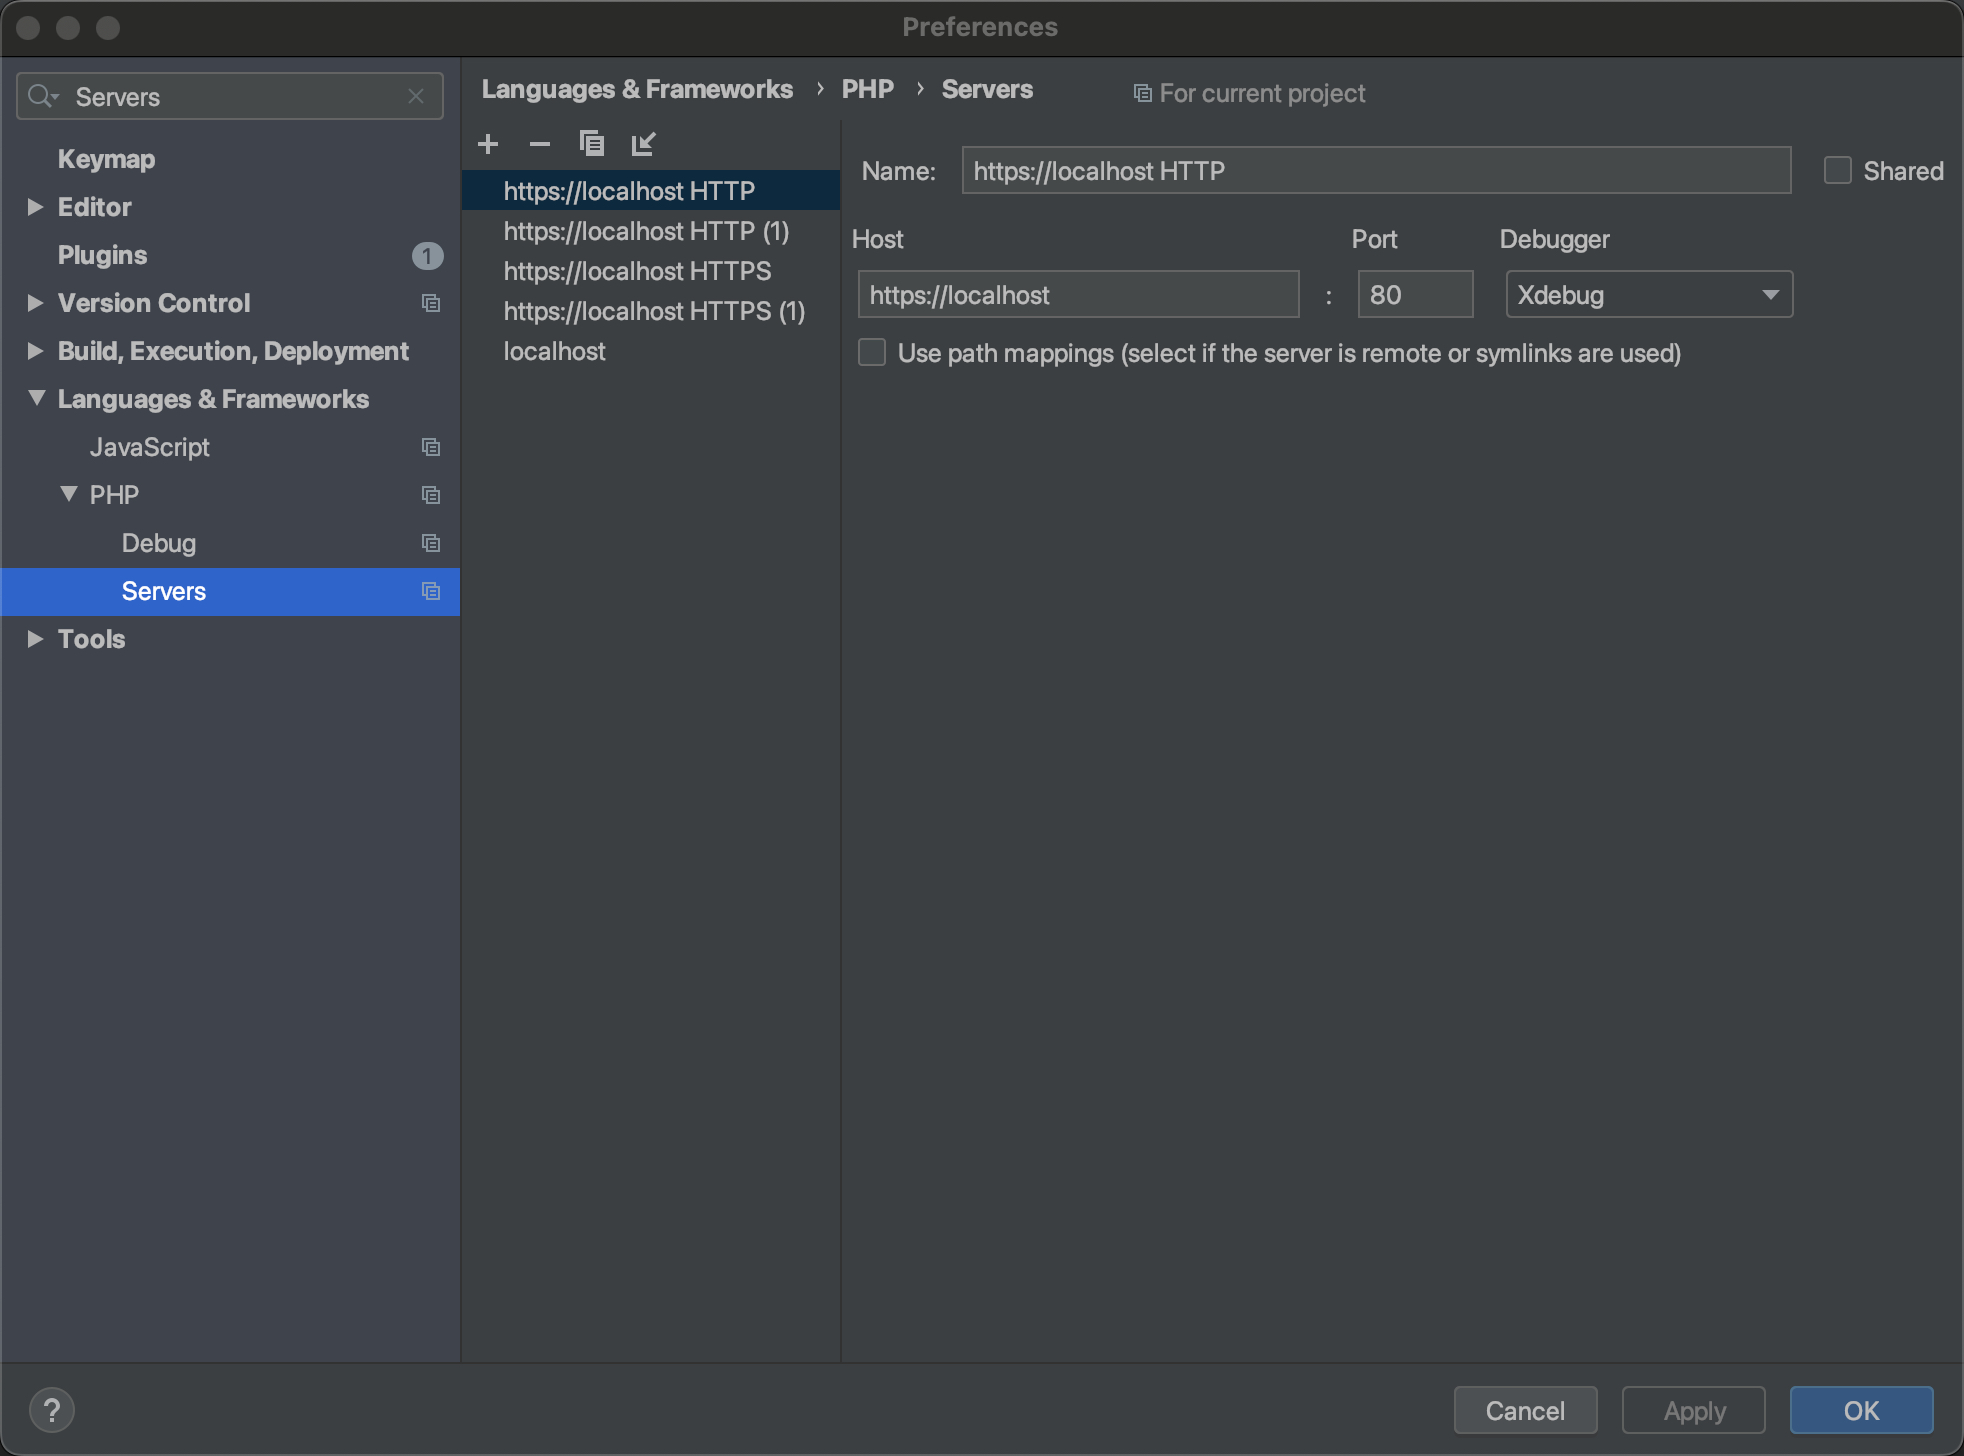 Preferences
Servers
Keymap
Editor
Plugins 1
Version Control
Build, Execution, Deployment
Languages & Frameworks
JavaScript
PHP
Debug
Servers
Tools
Languages & Frameworks › PHP › Servers For current project
https://localhost HTTP
https://localhost HTTP (1)
https://localhost HTTPS
https://localhost HTTPS (1)
localhost
Name: https://localhost HTTP Shared
Host Port Debugger
https://localhost : 80 Xdebug
Use path mappings (select if the server is remote or symlinks are used)
? Cancel Apply OK